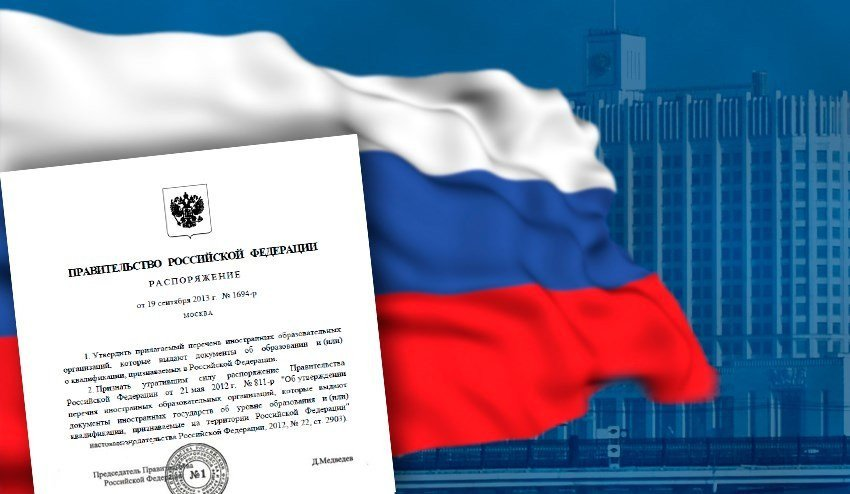 ПРАВИТЕЛЬСТВО РОССИЙСКОЙ ФЕДЕРАЦИИ
РАСПОРЯЖЕНИЕ
от 19 сентября 2013 г. № 1694-р
МОСКВА
1. Утвердить прилагаемый перечень иностранных образовательных
организаций, которые выдают документы об образовании и (или)
о квалификации, признаваемых в Российской Федерации.
2. Признать утратившим силу распоряжение Правительства
Российской Федерации от 21 мая 2012 г. № 811-р "Об утверждении
перечня иностранных образовательных организаций, которые выдают
документы иностранных государств об уровне образования и (или)
квалификации, признаваемые на территории Российской Федерации"
Российской Федерации, 2012, № 22, ст. 2903).
Председатель Правительства
Российской Федерации
№1
Д.Медведев